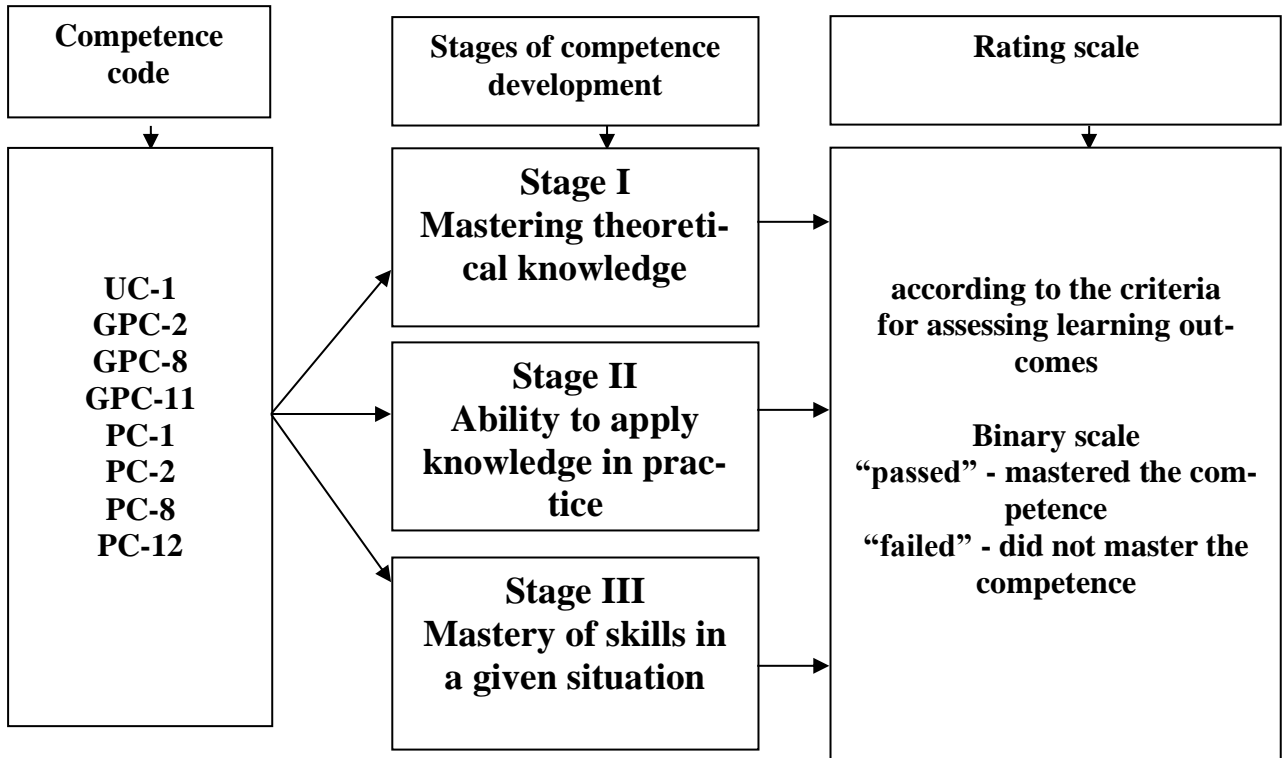 Competence
code
Stages of competence
development
Rating scale
UC-1
GPC-2
GPC-8
GPC-11
PC-1
PC-2
PC-8
PC-12
Stage I
Mastering theoreti-
cal knowledge
Stage II
Ability to apply
knowledge in prac-
tice
Stage III
Mastery of skills in
a given situation
according to the criteria
for assessing learning out-
comes
Binary scale
“passed” - mastered the com-
petence
“failed” - did not master the
competence